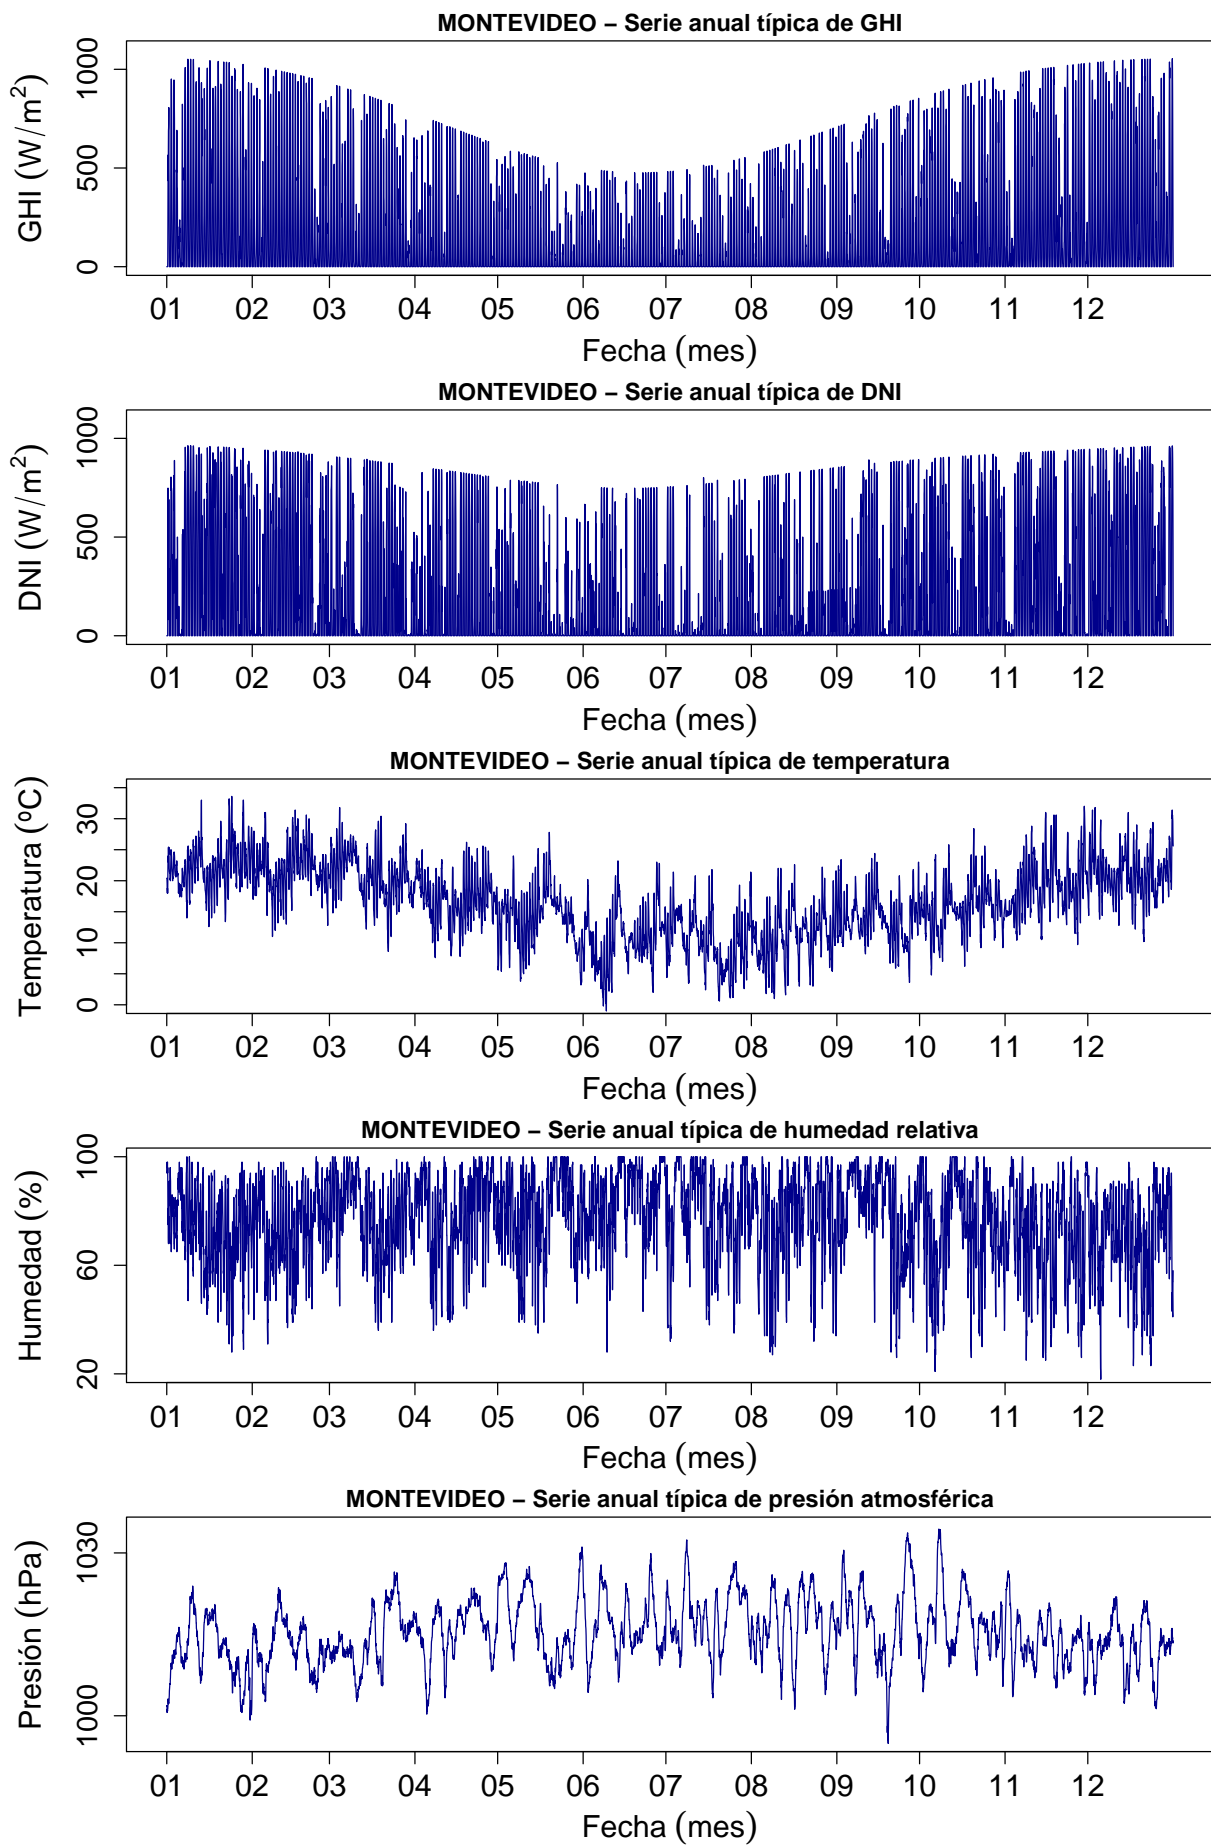 MONTEVIDEO − Serie anual típica de GHI
GHI (W/m²)
1000
500
0
01 02 03 04 05 06 07 08 09 10 11 12
Fecha (mes)
MONTEVIDEO − Serie anual típica de DNI
DNI (W/m²)
1000
500
0
01 02 03 04 05 06 07 08 09 10 11 12
Fecha (mes)
MONTEVIDEO − Serie anual típica de temperatura
Temperatura (ºC)
30
20
10
0
01 02 03 04 05 06 07 08 09 10 11 12
Fecha (mes)
MONTEVIDEO − Serie anual típica de humedad relativa
Humedad (%)
100
60
20
01 02 03 04 05 06 07 08 09 10 11 12
Fecha (mes)
MONTEVIDEO − Serie anual típica de presión atmosférica
Presión (hPa)
1030
1000
01 02 03 04 05 06 07 08 09 10 11 12
Fecha (mes)